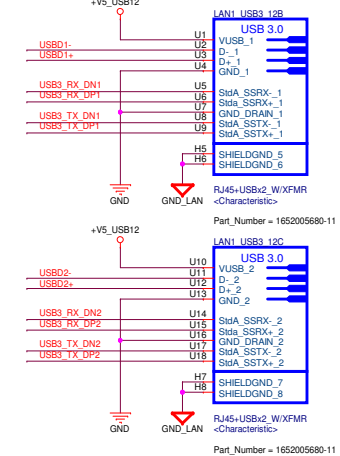 +V5_USB12
LAN1_USB3_12B
USB 3.0
U1 VUSB_1
USBD1- U2 D-_1
USBD1+ U3 D+_1
U4 GND_1
USB3_RX_DN1 U5 StdA_SSRX-_1
USB3_RX_DP1 U6 Stda_SSRX+_1
U7 GND_DRAIN_1
USB3_TX_DN1 U8 StdA_SSTX-_1
USB3_TX_DP1 U9 StdA_SSTX+_1
H5 SHIELDGND_5
H6 SHIELDGND_6
GND GND_LAN
RJ45+USBx2_W/XFMR
<Characteristic>
Part_Number = 1652005680-11
+V5_USB12
LAN1_USB3_12C
USB 3.0
U10 VUSB_2
USBD2- U11 D-_2
USBD2+ U12 D+_2
U13 GND_2
USB3_RX_DN2 U14 StdA_SSRX-_2
USB3_RX_DP2 U15 Stda_SSRX+_2
U16 GND_DRAIN_2
USB3_TX_DN2 U17 StdA_SSTX-_2
USB3_TX_DP2 U18 StdA_SSTX+_2
H7 SHIELDGND_7
H8 SHIELDGND_8
GND GND_LAN
RJ45+USBx2_W/XFMR
<Characteristic>
Part_Number = 1652005680-11